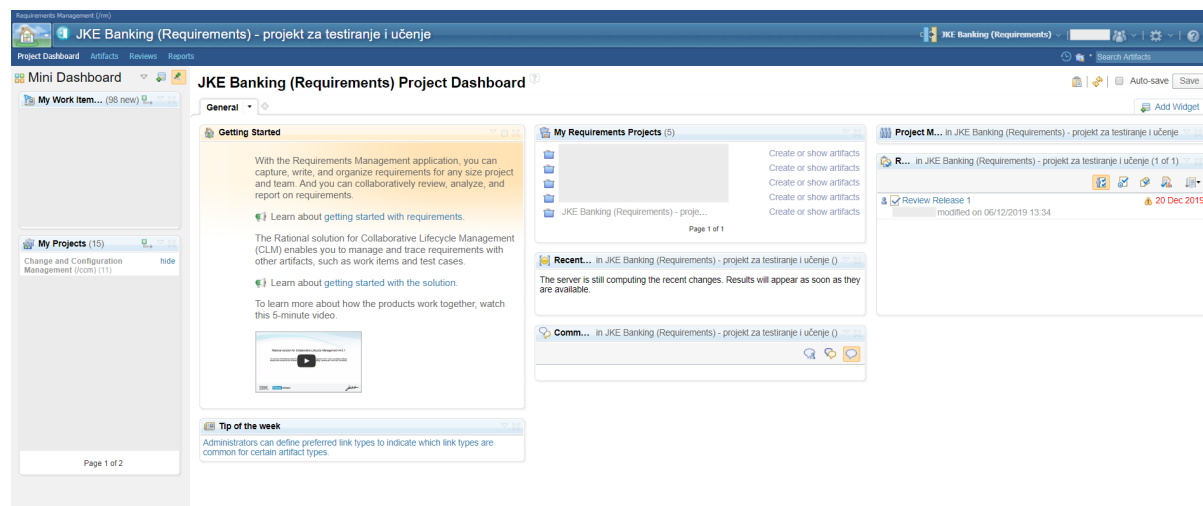 Requirements Management (/rm)
JKE Banking (Requirements) - projekt za testiranje i učenje
JKE Banking (Requirements)
Project Dashboard Artifacts Reviews Reports
Search Artifacts
Mini Dashboard
My Work Item... (98 new)
My Projects (15)
Change and Configuration Management (/ccm) (11)
hide
Page 1 of 2
JKE Banking (Requirements) Project Dashboard
Auto-save Save
General
Add Widget
Getting Started
With the Requirements Management application, you can
capture, write, and organize requirements for any size project
and team. And you can collaboratively review, analyze, and
report on requirements.
Learn about getting started with requirements.
The Rational solution for Collaborative Lifecycle Management
(CLM) enables you to manage and trace requirements with
other artifacts, such as work items and test cases.
Learn about getting started with the solution.
To learn more about how the products work together, watch
this 5-minute video.
Tip of the week
Administrators can define preferred link types to indicate which link types are
common for certain artifact types.
My Requirements Projects (5)
Create or show artifacts
Create or show artifacts
Create or show artifacts
Create or show artifacts
JKE Banking (Requirements) - proje... Create or show artifacts
Page 1 of 1
Recent... in JKE Banking (Requirements) - projekt za testiranje i učenje ()
The server is still computing the recent changes. Results will appear as soon as they
are available.
Comm... in JKE Banking (Requirements) - projekt za testiranje i učenje ()
Project M... in JKE Banking (Requirements) - projekt za testiranje i učenje
R... in JKE Banking (Requirements) - projekt za testiranje i učenje (1 of 1)
Review Release 1 20 Dec 2019
modified on 06/12/2019 13:34